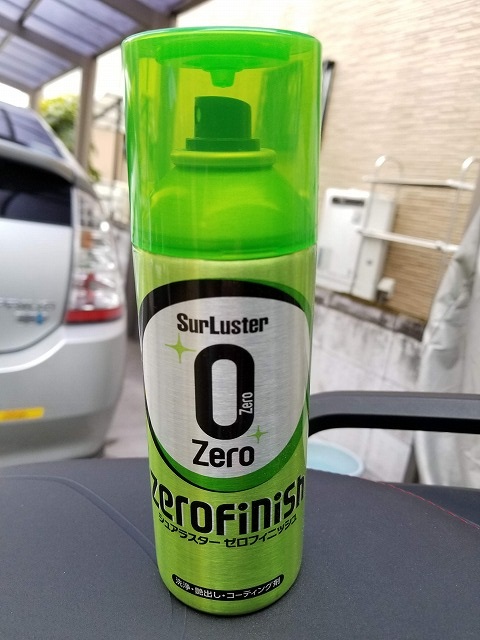 SurLuster
0
Zero
Zero
zerofinish
シュアラスター ゼロフィニッシュ
洗浄・艶出し・コーティング剤